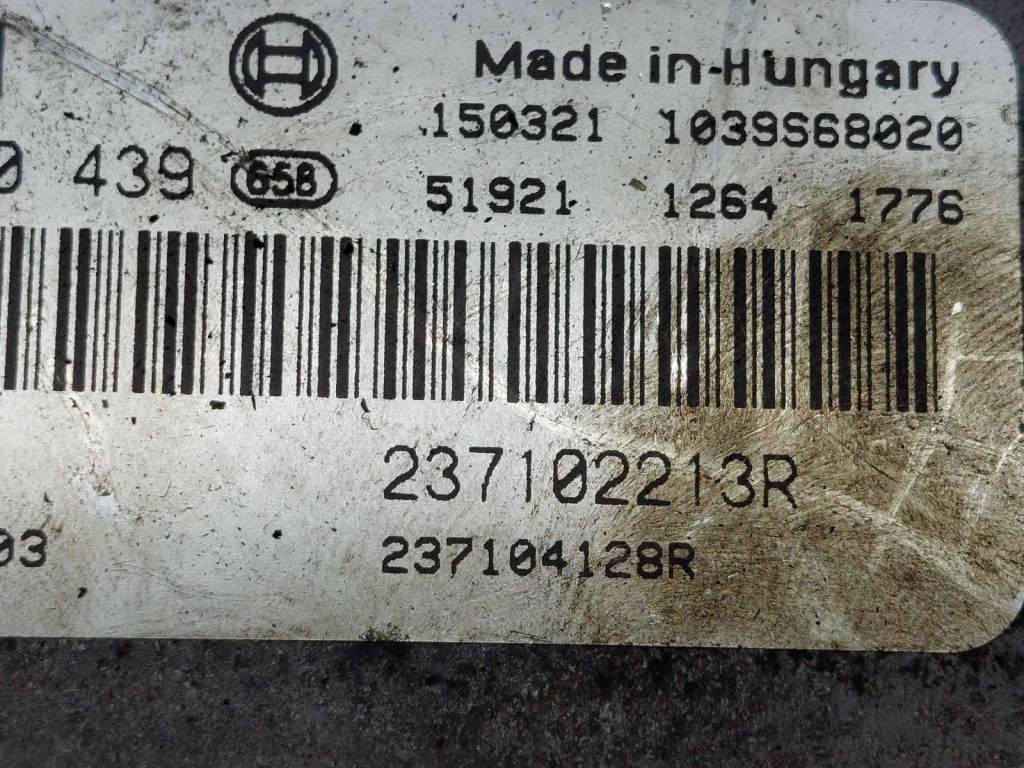 Made in Hungary
150321 1039S68020
0 439 658
51921 1264 1776
237102213R
03
237104128R